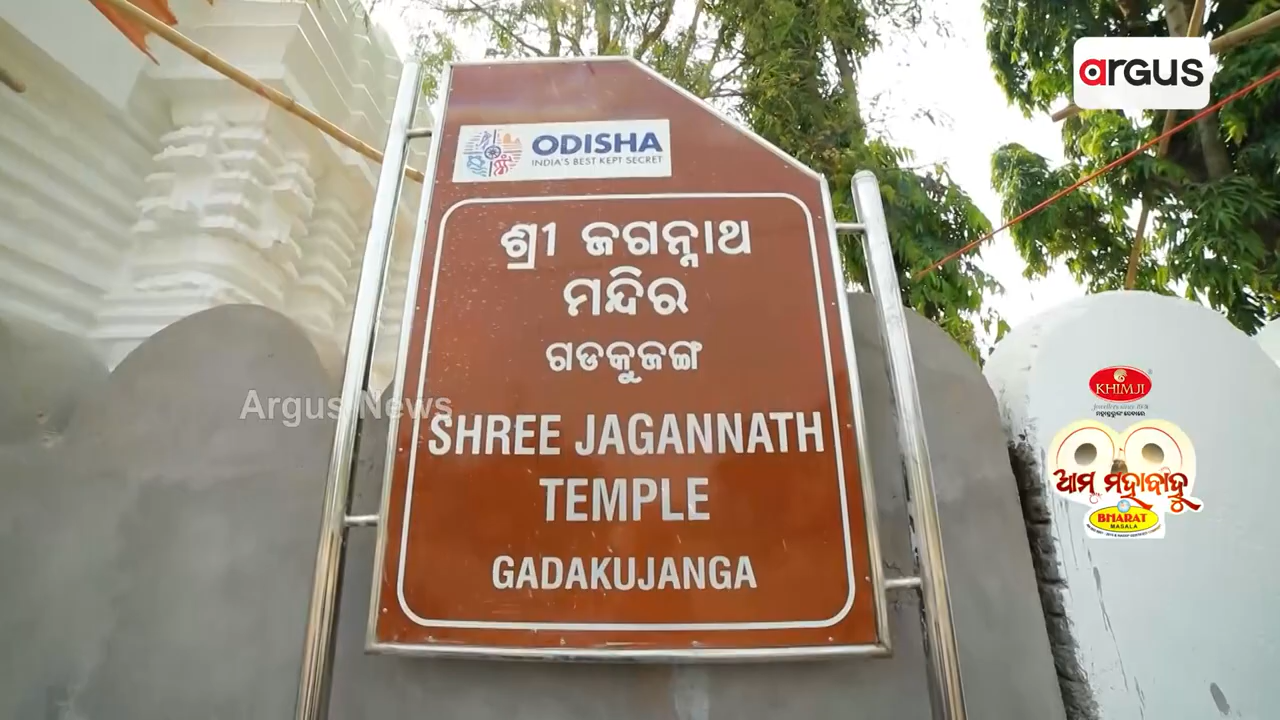 argus
ODISHA
INDIA'S BEST KEPT SECRET
ଶ୍ରୀ ଜଗନ୍ନାଥ
ମନ୍ଦିର
ଗଡକୁଜଙ୍ଗ
SHREE JAGANNATH
TEMPLE
GADAKUJANGA
Argus News
KHIMJI
ଆମ ମହାବାହୁ
BHARAT
MASALA